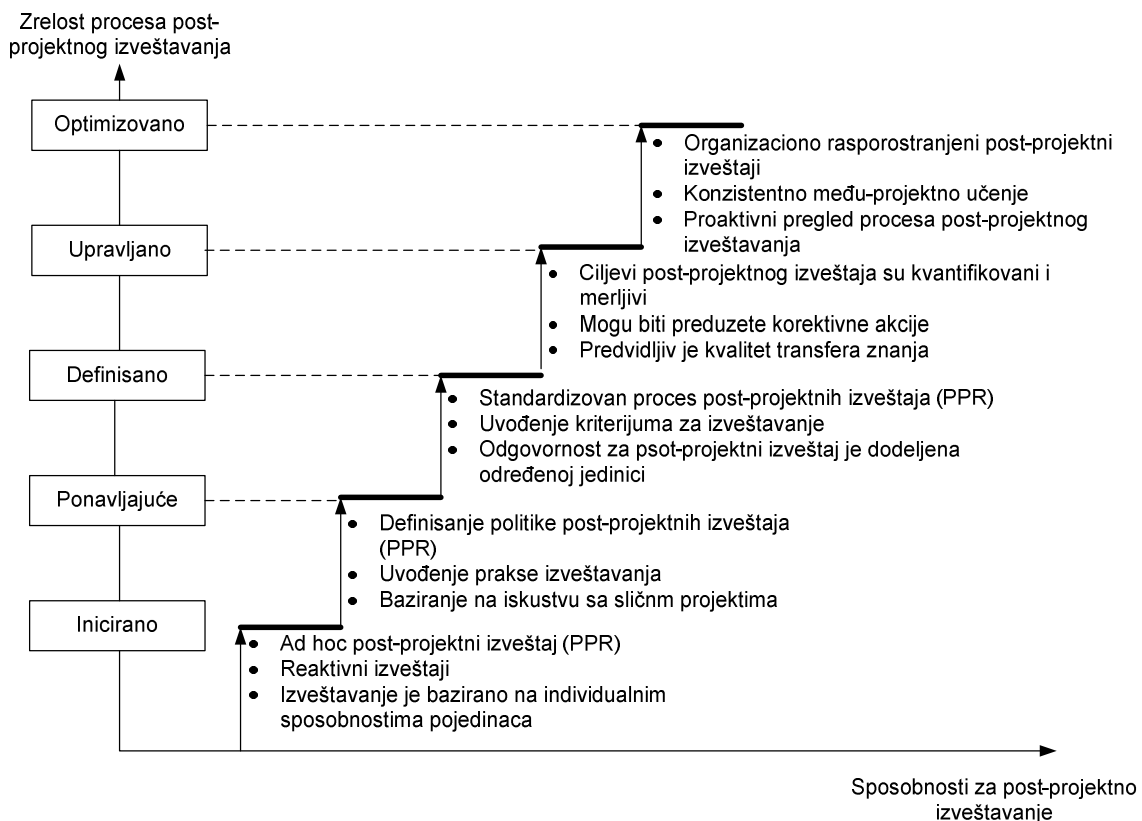 Zrelost procesa post-
projektnog izveštavanja
Optimizovano
• Organizaciono rasporostranjeni post-projektni
izveštaji
• Konzistentno među-projektno učenje
• Proaktivni pregled procesa post-projektnog
izveštavanja
Upravljano
• Ciljevi post-projektnog izveštaja su kvantifikovani i
merljivi
• Mogu biti preduzete korektivne akcije
• Predvidljiv je kvalitet transfera znanja
Definisano
• Standardizovan proces post-projektnih izveštaja (PPR)
• Uvođenje kriterijuma za izveštavanje
• Odgovornost za psot-projektni izveštaj je dodeljena
određenoj jedinici
Ponavljajuće
• Definisanje politike post-projektnih izveštaja
(PPR)
• Uvođenje prakse izveštavanja
• Baziranje na iskustvu sa sličnm projektima
Inicirano
• Ad hoc post-projektni izveštaj (PPR)
• Reaktivni izveštaji
• Izveštavanje je bazirano na individualnim
sposobnostima pojedinaca
Sposobnosti za post-projektno
izveštavanje